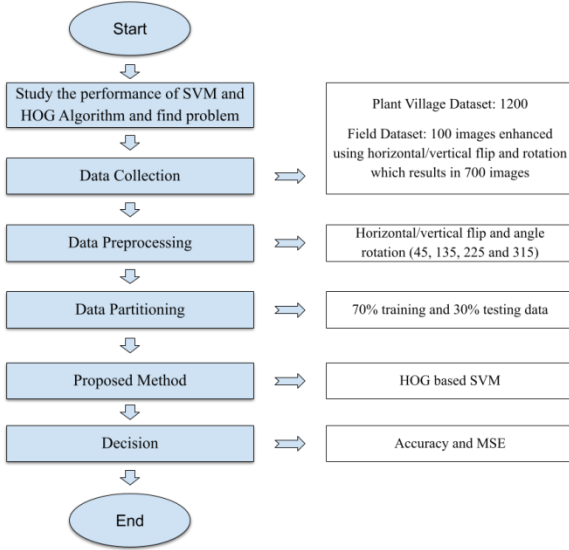 Start
Study the performance of SVM and
HOG Algorithm and find problem
Plant Village Dataset: 1200
Field Dataset: 100 images enhanced
using horizontal/vertical flip and rotation
which results in 700 images
Data Collection
Data Preprocessing
Horizontal/vertical flip and angle
rotation (45, 135, 225 and 315)
Data Partitioning
70% training and 30% testing data
Proposed Method
HOG based SVM
Decision
Accuracy and MSE
End